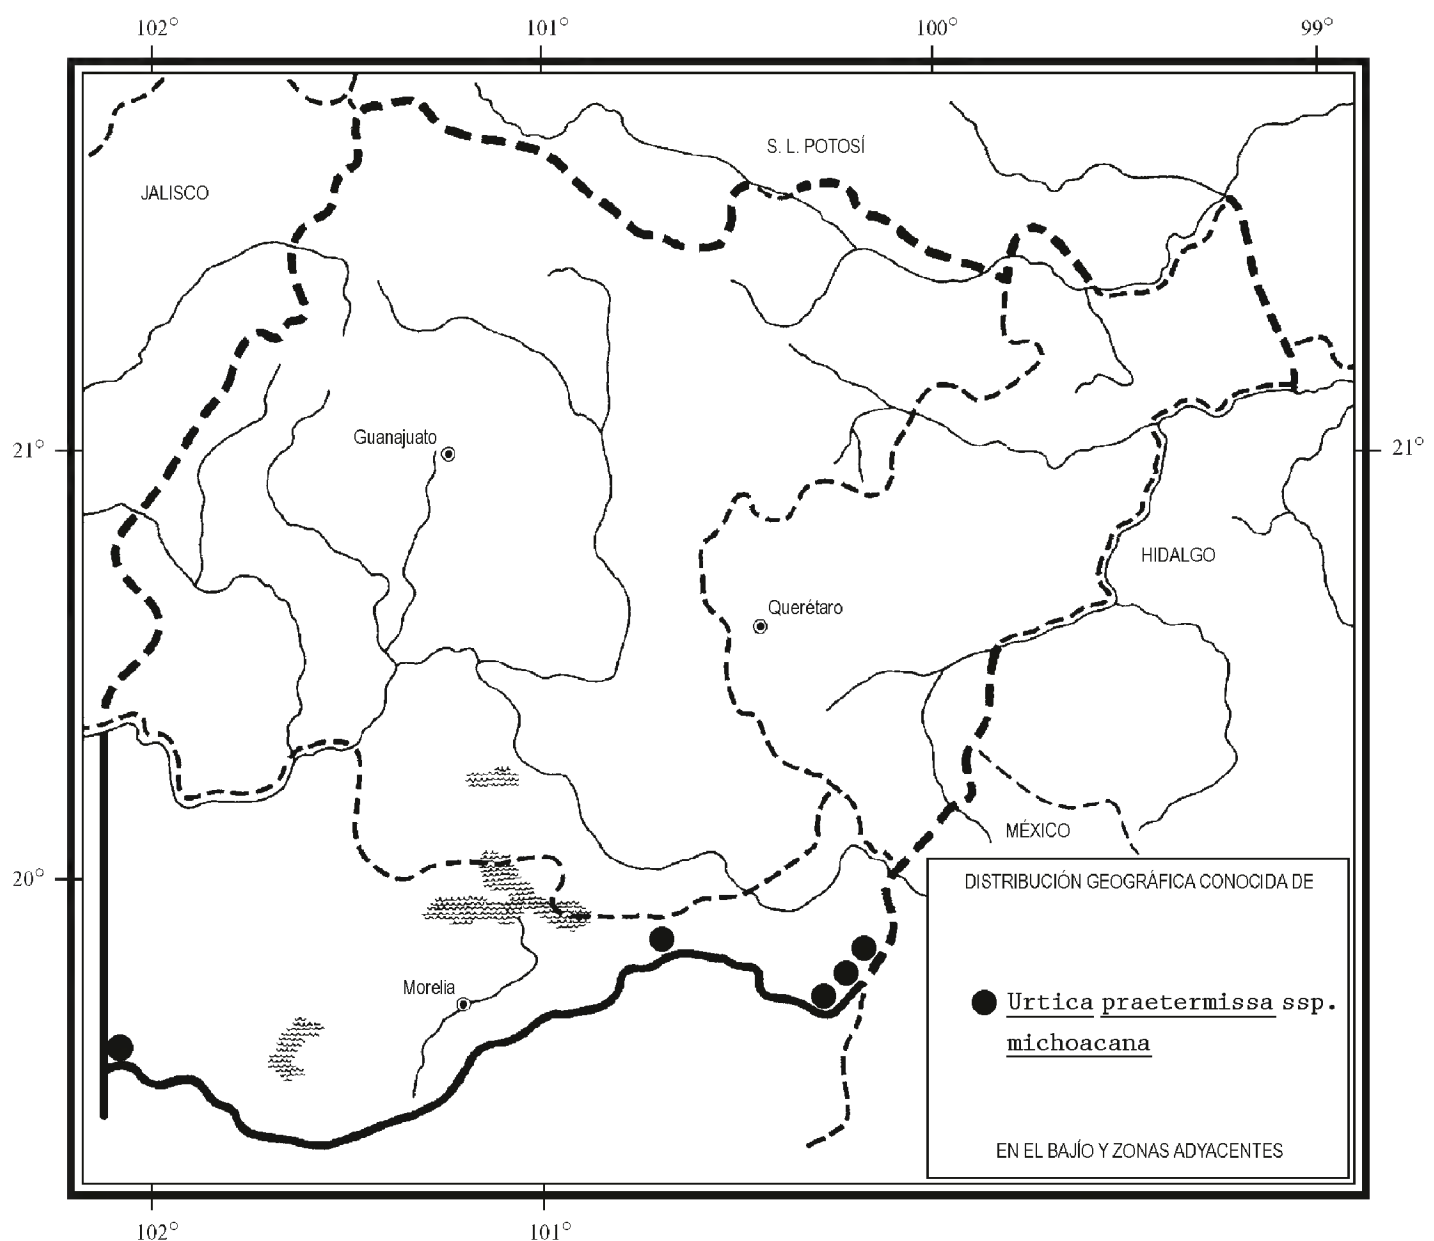 102° 101° 100° 99°
S. L. POTOSÍ
JALISCO
Guanajuato
21° 21°
HIDALGO
Querétaro
MÉXICO
20°
DISTRIBUCIÓN GEOGRÁFICA CONOCIDA DE
Morelia
Urtica praetermissa ssp.
michoacana
EN EL BAJÍO Y ZONAS ADYACENTES
102° 101°